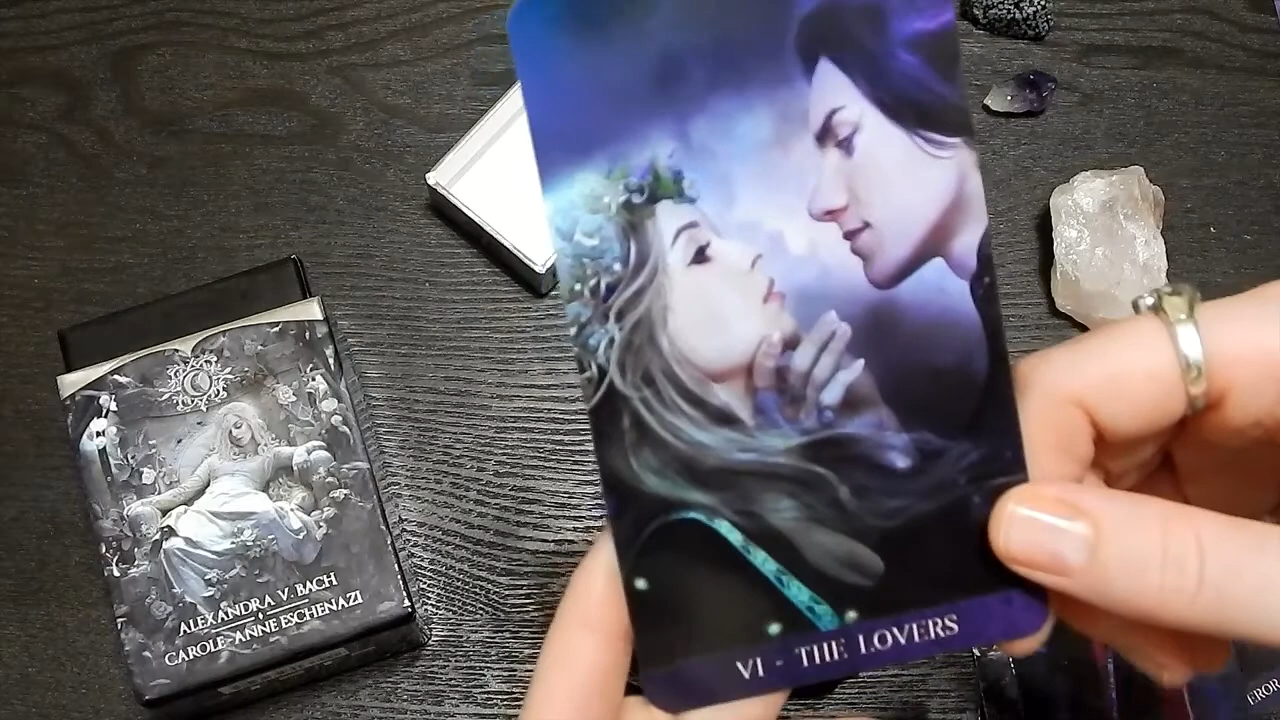 ALEXANDRA V. BACH
CAROLE-ANNE ESCHENAZI
VI - THE LOVERS